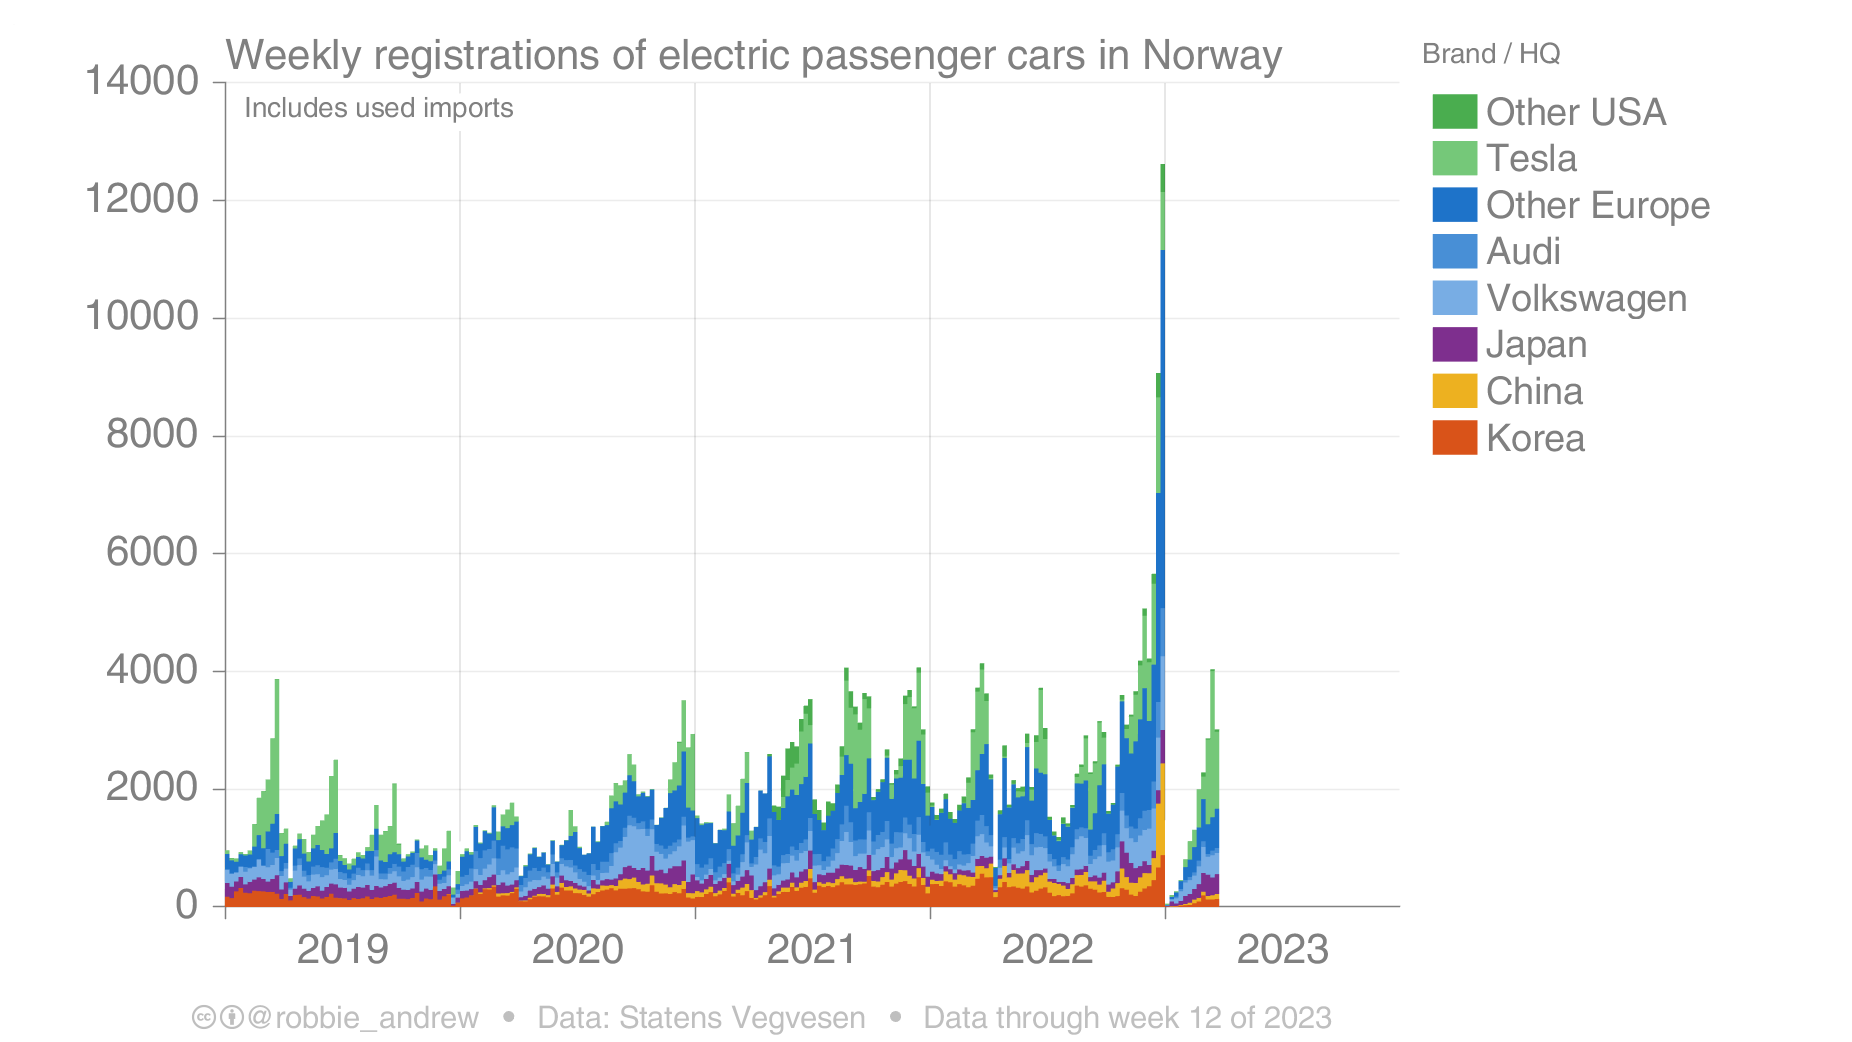 Weekly registrations of electric passenger cars in Norway
Includes used imports
14000
12000
10000
8000
6000
4000
2000
0
2019 2020 2021 2022 2023
Brand / HQ
Other USA
Tesla
Other Europe
Audi
Volkswagen
Japan
China
Korea
@robbie_andrew • Data: Statens Vegvesen • Data through week 12 of 2023